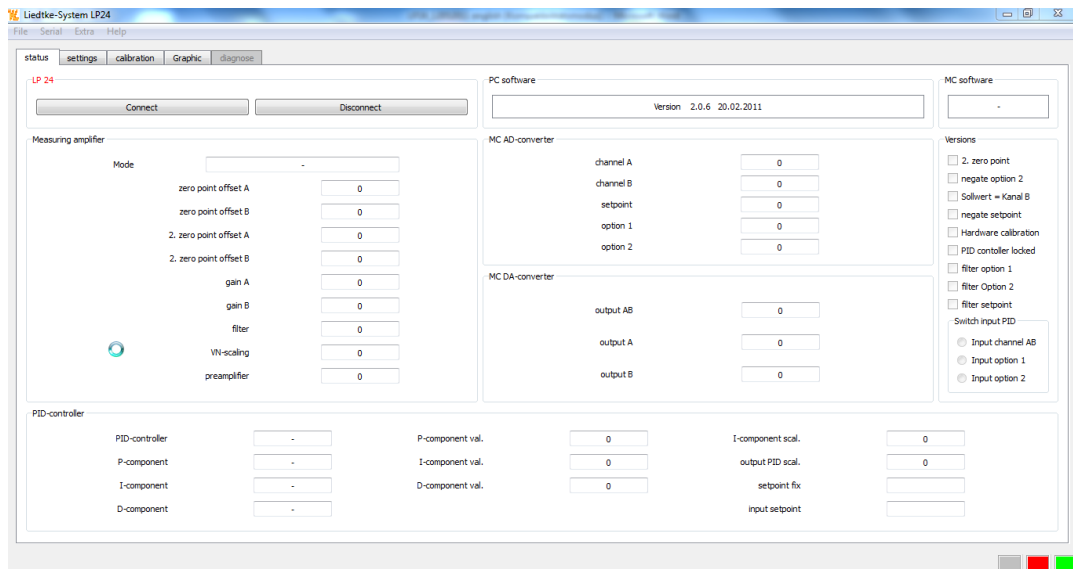 Liedtke-System LP24
File Serial Extra Help
status settings calibration Graphic diagnose
LP 24
Connect Disconnect
PC software
Version 2.0.6 20.02.2011
MC software
-
Measuring amplifier
Mode -
zero point offset A 0
zero point offset B 0
2. zero point offset A 0
2. zero point offset B 0
gain A 0
gain B 0
filter 0
VN-scaling 0
preamplifier 0
MC AD-converter
channel A 0
channel B 0
setpoint 0
option 1 0
option 2 0
MC DA-converter
output AB 0
output A 0
output B 0
Versions
2. zero point
negate optiion 2
Sollwert = Kanal B
negate setpoint
Hardware calibration
PID contoller locked
filter option 1
filter Option 2
filter setpoint
Switch input PID
Input channel AB
Input option 1
Input option 2
PID-controller
PID-controller - P-component val. 0 I-component scal. 0
P-component - I-component val. 0 output PID scal. 0
I-component - D-component val. 0 setpoint fix
D-component - input setpoint